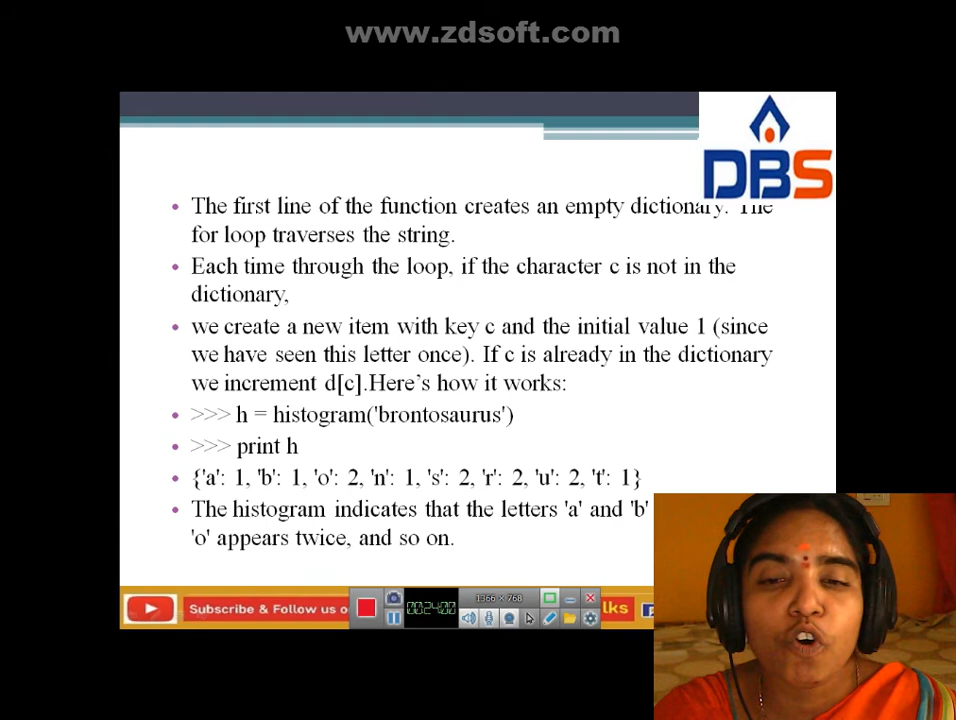 www.zdsoft.com
DBS
• The first line of the function creates an empty dictionary. The
for loop traverses the string.
• Each time through the loop, if the character c is not in the
dictionary,
• we create a new item with key c and the initial value 1 (since
we have seen this letter once). If c is already in the dictionary
we increment d[c].Here's how it works:
• >>> h = histogram('brontosaurus')
• >>> print h
• {'a': 1, 'b': 1, 'o': 2, 'n': 1, 's': 2, 'r': 2, 'u': 2, 't': 1}
• The histogram indicates that the letters 'a' and 'b'
'o' appears twice, and so on.
Subscribe & Follow us o
00:24:00
1366 × 768
lks